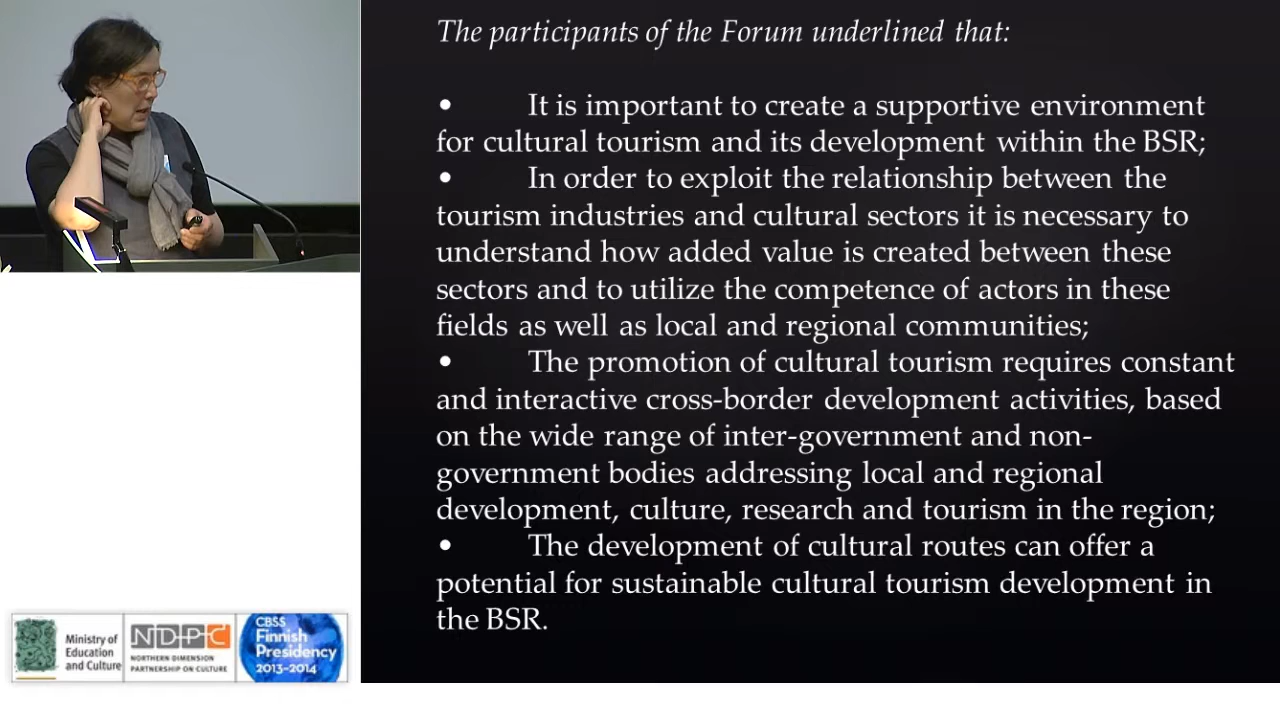 The participants of the Forum underlined that:
• It is important to create a supportive environment
for cultural tourism and its development within the BSR;
• In order to exploit the relationship between the
tourism industries and cultural sectors it is necessary to
understand how added value is created between these
sectors and to utilize the competence of actors in these
fields as well as local and regional communities;
• The promotion of cultural tourism requires constant
and interactive cross-border development activities, based
on the wide range of inter-government and non-
government bodies addressing local and regional
development, culture, research and tourism in the region;
• The development of cultural routes can offer a
potential for sustainable cultural tourism development in
the BSR.
Ministry of
Education
and Culture
NDPC
NORTHERN DIMENSION
PARTNERSHIP ON CULTURE
CBSS
Finnish
Presidency
2013–2014